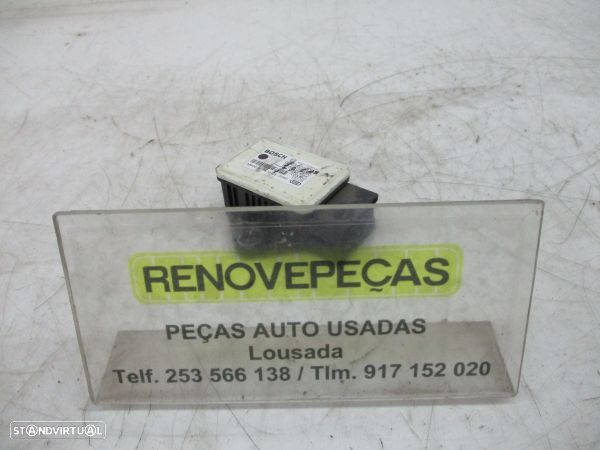 BOSCH
RENOVEPEÇAS
PEÇAS AUTO USADAS
Lousada
Telf. 253 566 138 / Tlm. 917 152 020
STANDVIRTUAL